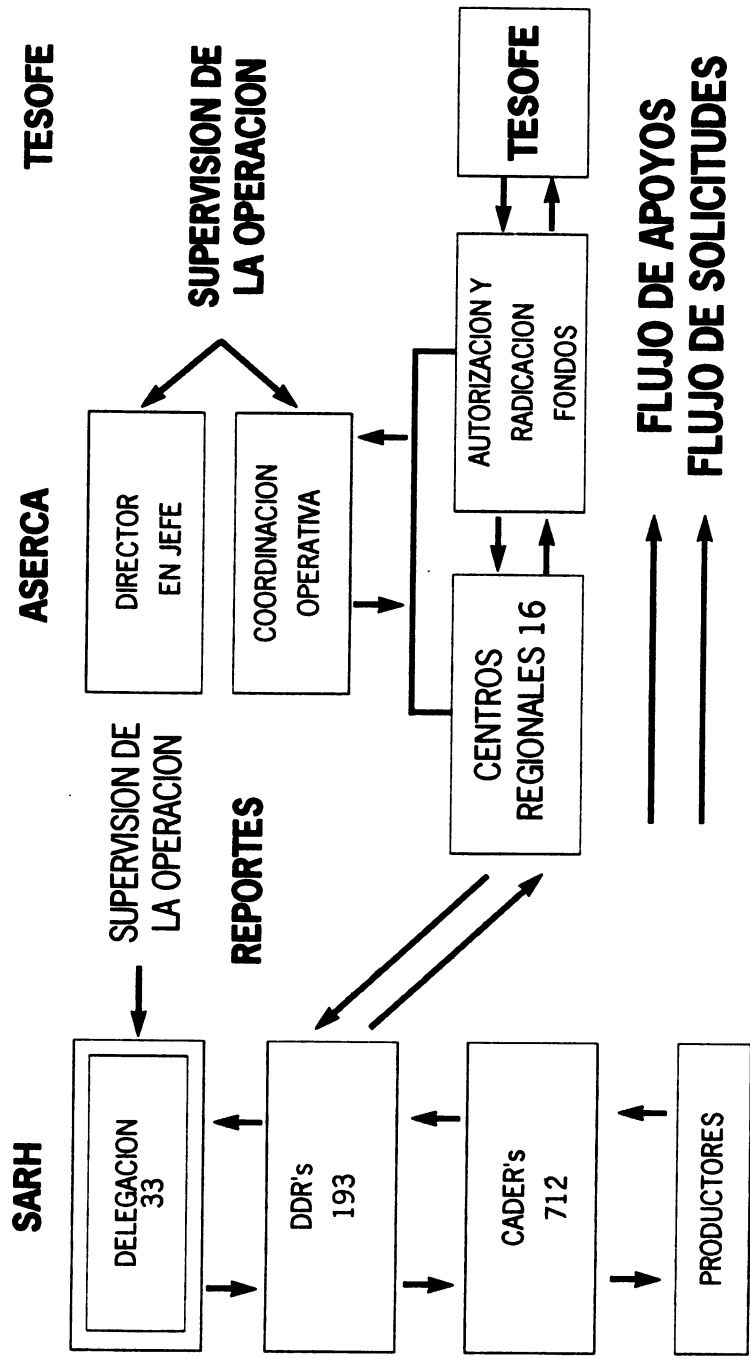 SARH
ASERCA
TESOFE
DELEGACION
33
SUPERVISION DE
LA OPERACION
DIRECTOR
EN JEFE
SUPERVISION DE
LA OPERACION
REPORTES
COORDINACION
OPERATIVA
DDR's
193
CADER's
712
PRODUCTORES
CENTROS
REGIONALES 16
AUTORIZACION Y
RADICACION
FONDOS
TESOFE
FLUJO DE APOYOS
FLUJO DE SOLICITUDES